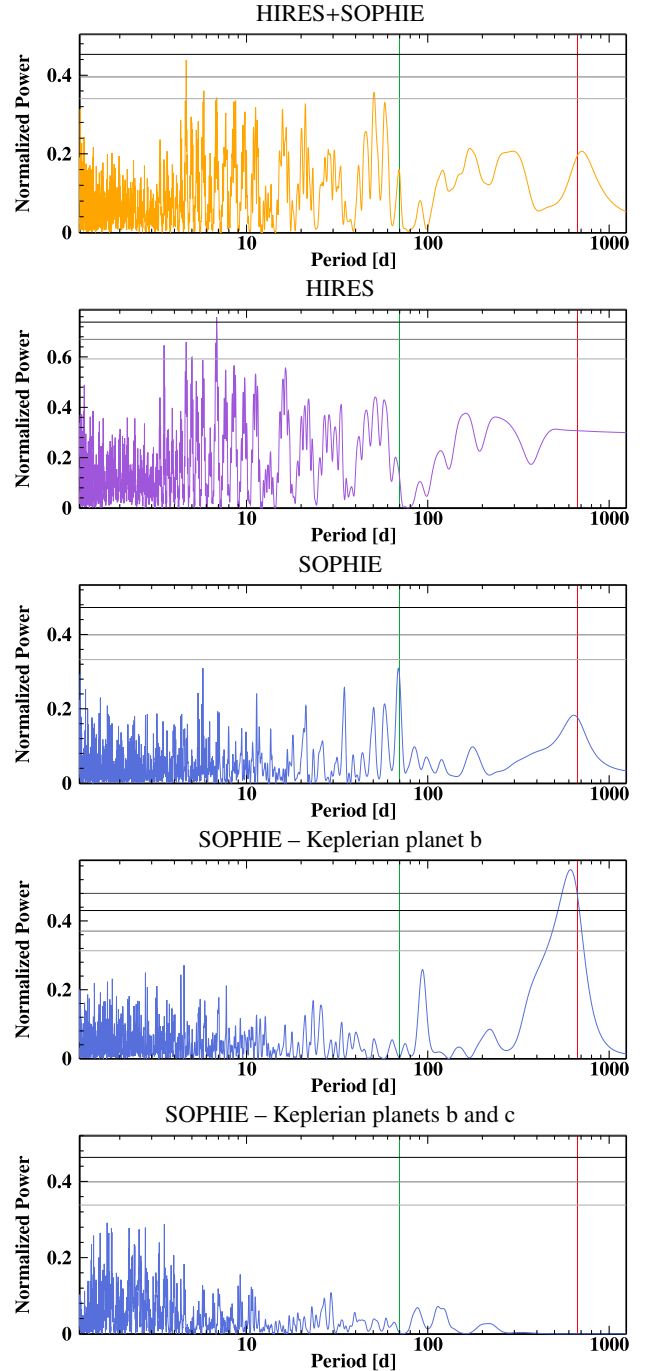 HIRES+SOPHIE
Normalized Power
0.4
0.2
0
10
100
1000
Period [d]
HIRES
Normalized Power
0.6
0.4
0.2
0
10
100
1000
Period [d]
SOPHIE
Normalized Power
0.4
0.2
0
10
100
1000
Period [d]
SOPHIE – Keplerian planet b
Normalized Power
0.4
0.2
0
10
100
1000
Period [d]
SOPHIE – Keplerian planets b and c
Normalized Power
0.4
0.2
0
10
100
1000
Period [d]